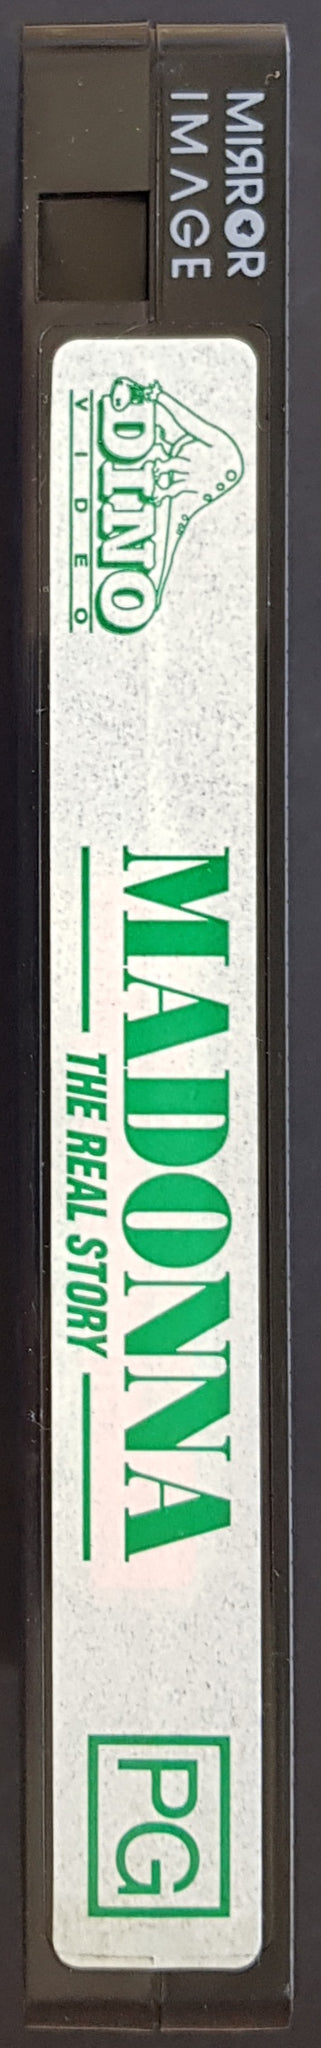 MIRROR
IMAGE
DINO
VIDEO
MADONNA
THE REAL STORY
PG